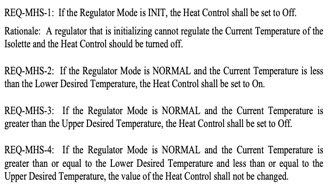 REQ-MHS-1: If the Regulator Mode is INIT, the Heat Control shall be set to Off.
Rationale: A regulator that is initializing cannot regulate the Current Temperature of the
Isolette and the Heat Control should be turned off.
REQ-MHS-2: If the Regulator Mode is NORMAL and the Current Temperature is less
than the Lower Desired Temperature, the Heat Control shall be set to On.
REQ-MHS-3: If the Regulator Mode is NORMAL and the Current Temperature is
greater than the Upper Desired Temperature, the Heat Control shall be set to Off.
REQ-MHS-4: If the Regulator Mode is NORMAL and the Current Temperature is
greater than or equal to the Lower Desired Temperature and less than or equal to the
Upper Desired Temperature, the value of the Heat Control shall not be changed.